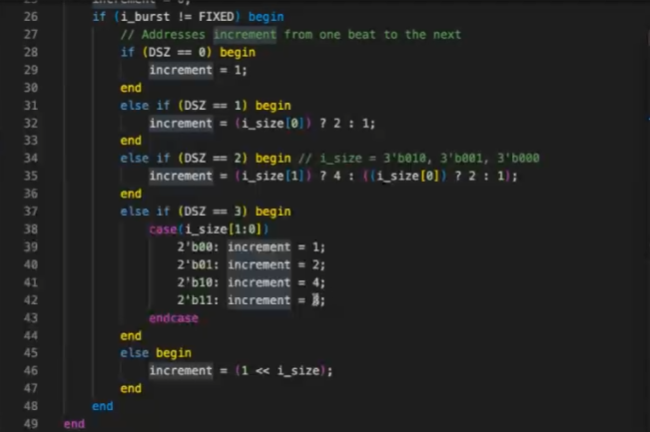 25 increment = 0;
26 if (i_burst != FIXED) begin
27 // Addresses increment from one beat to the next
28 if (DSZ == 0) begin
29 increment = 1;
30 end
31 else if (DSZ == 1) begin
32 increment = (i_size[0]) ? 2 : 1;
33 end
34 else if (DSZ == 2) begin // i_size = 3'b010, 3'b001, 3'b000
35 increment = (i_size[1]) ? 4 : ((i_size[0]) ? 2 : 1);
36 end
37 else if (DSZ == 3) begin
38 case(i_size[1:0])
39 2'b00: increment = 1;
40 2'b01: increment = 2;
41 2'b10: increment = 4;
42 2'b11: increment = ;
43 endcase
44 end
45 else begin
46 increment = (1 << i_size);
47 end
48 end
49 end